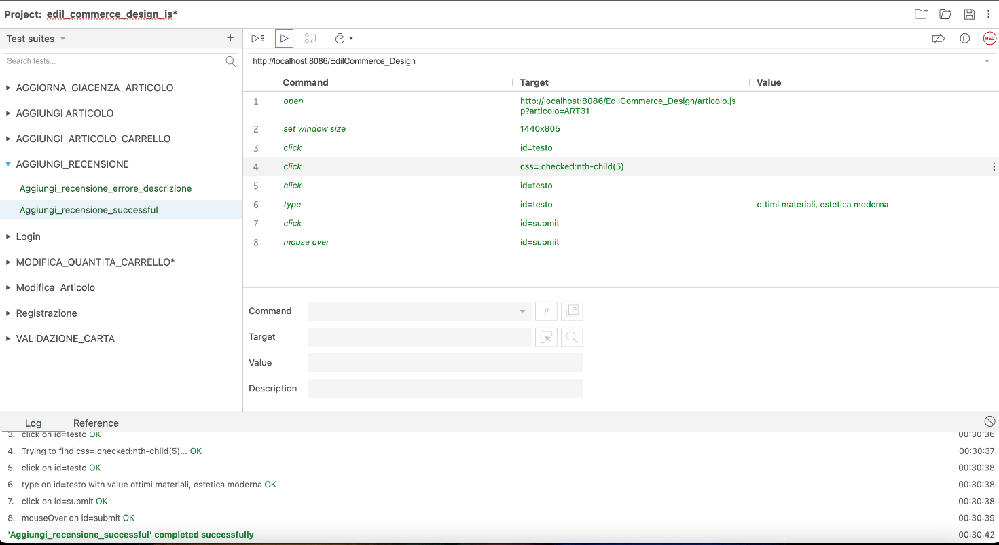 Project: edil_commerce_design_is*
Test suites
Search tests...
AGGIORNA_GIACENZA_ARTICOLO
AGGIUNGI ARTICOLO
AGGIUNGI_ARTICOLO_CARRELLO
AGGIUNGI_RECENSIONE
Aggiungi_recensione_errore_descrizione
Aggiungi_recensione_successful
Login
MODIFICA_QUANTITA_CARRELLO*
Modifica_Articolo
Registrazione
VALIDAZIONE_CARTA
REC
http://localhost:8086/EdilCommerce_Design
Command Target Value
1 open http://localhost:8086/EdilCommerce_Design/articolo.js
p?articolo=ART31
2 set window size 1440x805
3 click id=testo
4 click css=.checked:nth-child(5)
5 click id=testo
6 type id=testo ottimi materiali, estetica moderna
7 click id=submit
8 mouse over id=submit
Command //
Target
Value
Description
Log Reference
3. click on id=testo OK 00:30:36
4. Trying to find css=.checked:nth-child(5)... OK 00:30:37
5. click on id=testo OK 00:30:38
6. type on id=testo with value ottimi materiali, estetica moderna OK 00:30:38
7. click on id=submit OK 00:30:38
8. mouseOver on id=submit OK 00:30:39
'Aggiungi_recensione_successful' completed successfully 00:30:42